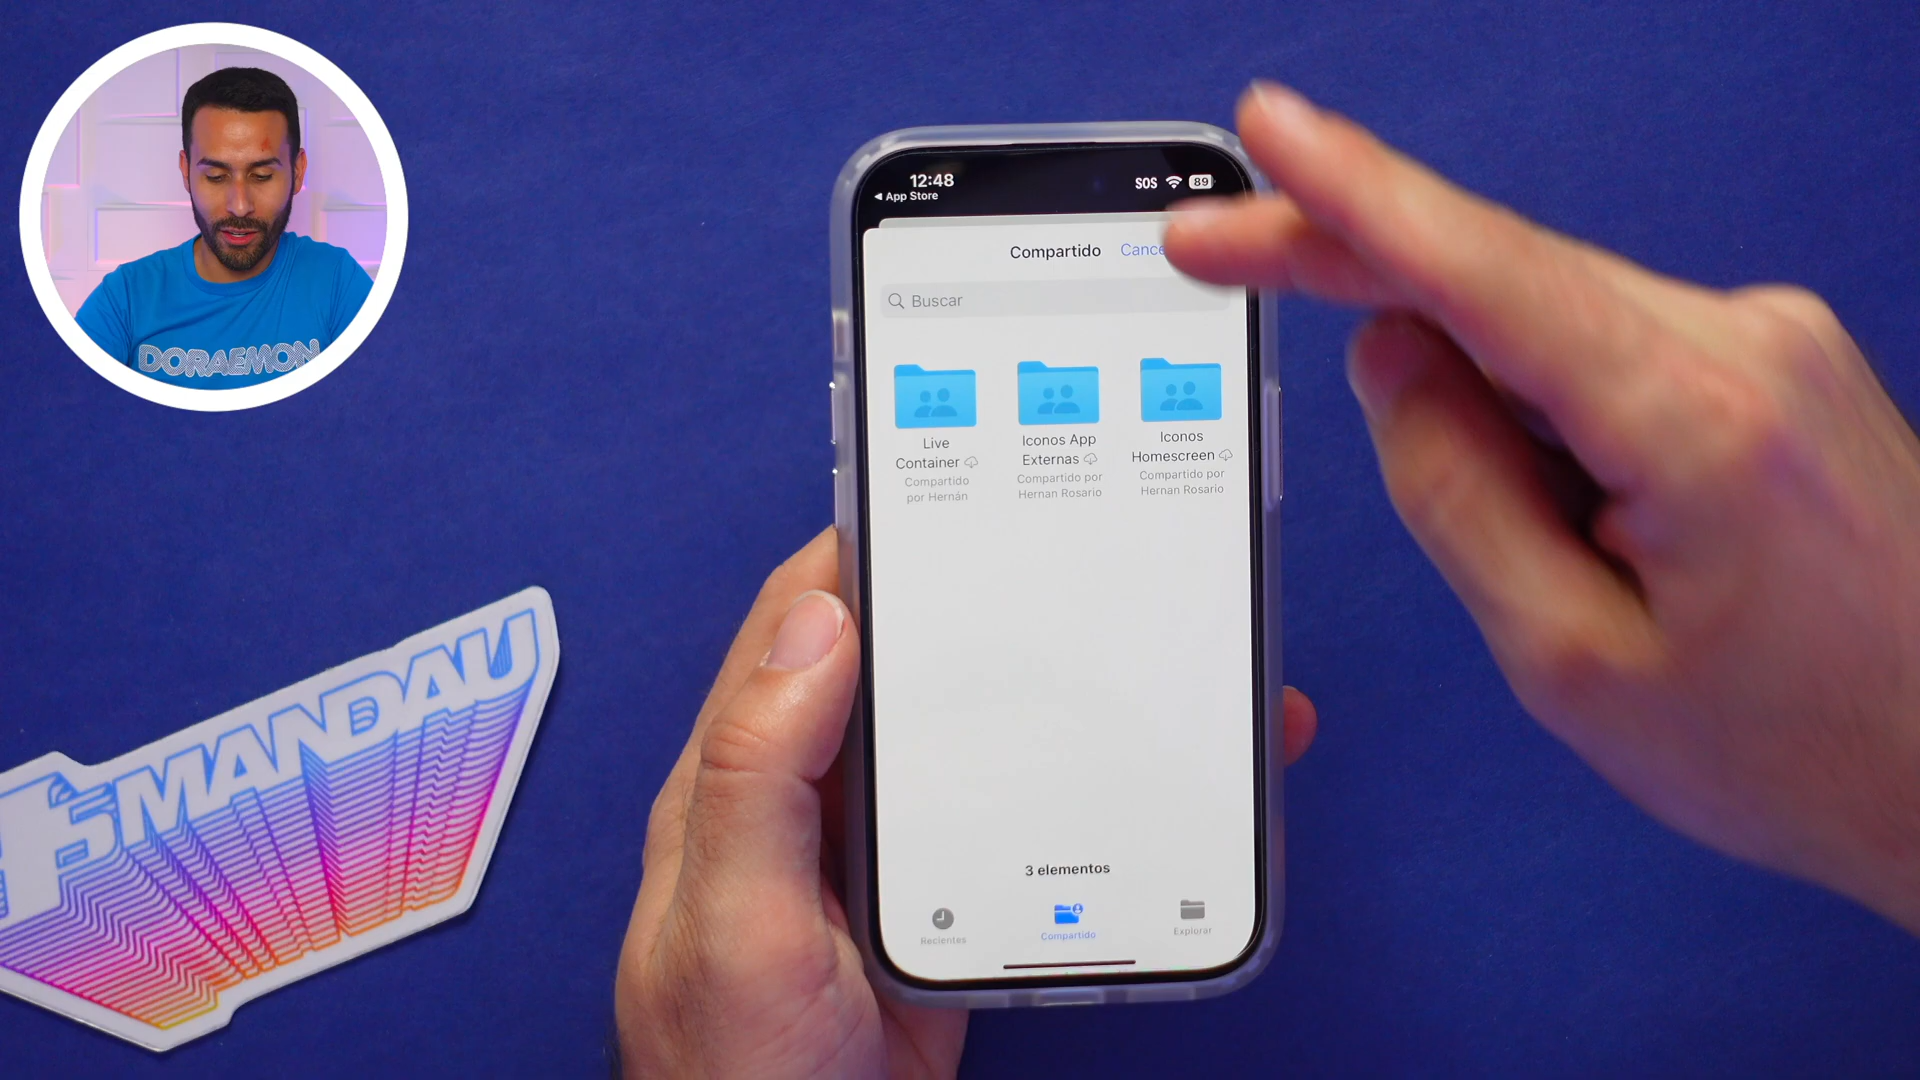 DORAEMON
12:48
SOS
89
App Store
Compartido
Buscar
Live
Container
Compartido
por Hernán
Iconos App
Externas
Compartido por
Hernan Rosario
Iconos
Homescreen
Compartido por
Hernan Rosario
3 elementos
Recientes
Compartido
Explorar
MANDAU